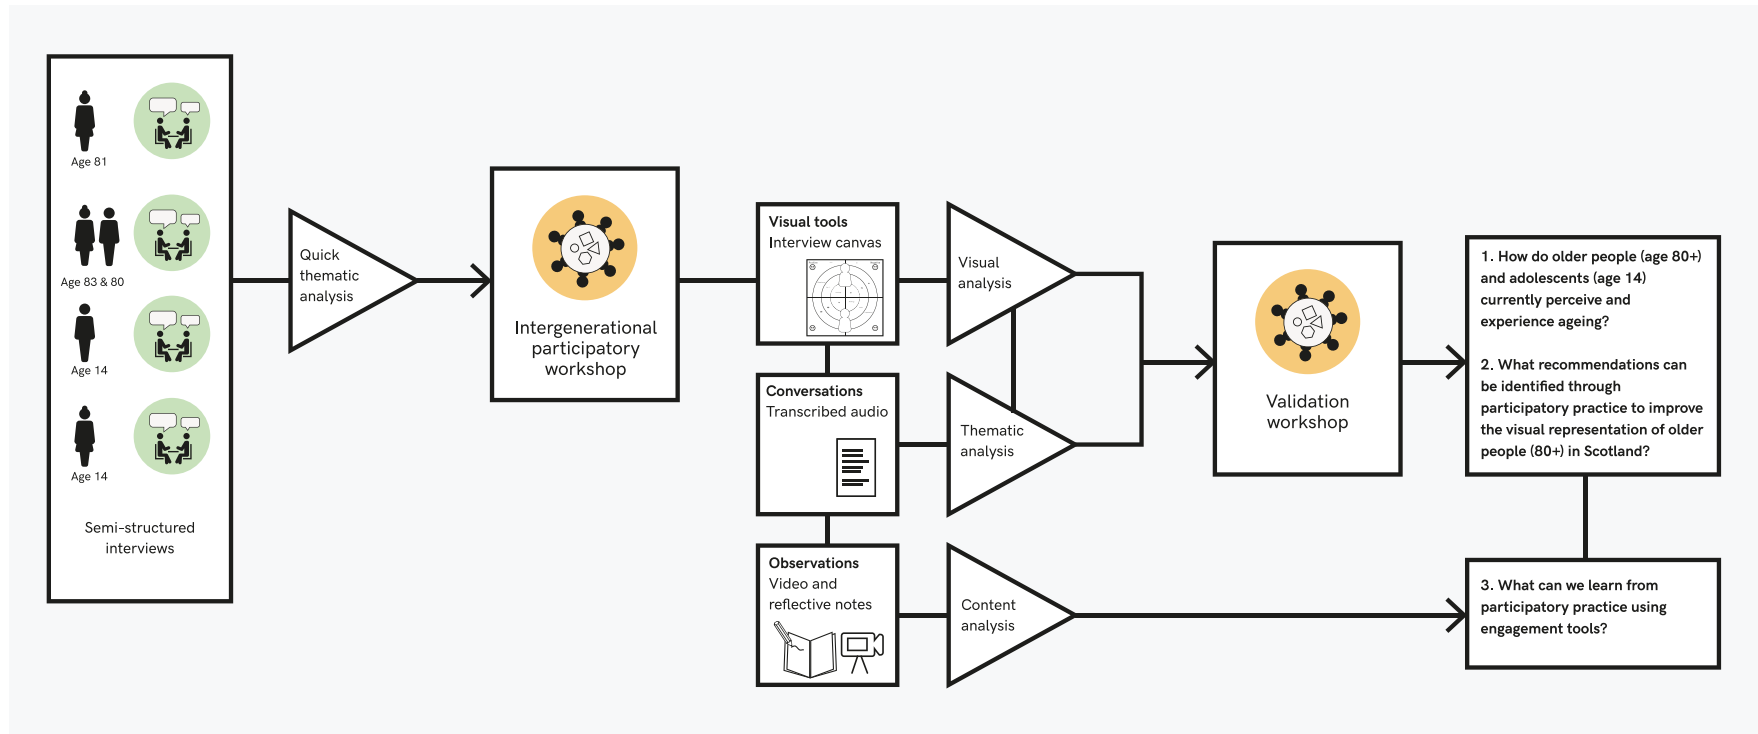 Age 81
Age 83 & 80
Age 14
Age 14
Semi-structured
interviews
Quick
thematic
analysis
Intergenerational
participatory
workshop
Visual tools
Interview canvas
Conversations
Transcribed audio
Observations
Video and
reflective notes
Visual
analysis
Thematic
analysis
Content
analysis
Validation
workshop
1. How do older people (age 80+)
and adolescents (age 14)
currently perceive and
experience ageing?
2. What recommendations can
be identified through
participatory practice to improve
the visual representation of older
people (80+) in Scotland?
3. What can we learn from
participatory practice using
engagement tools?